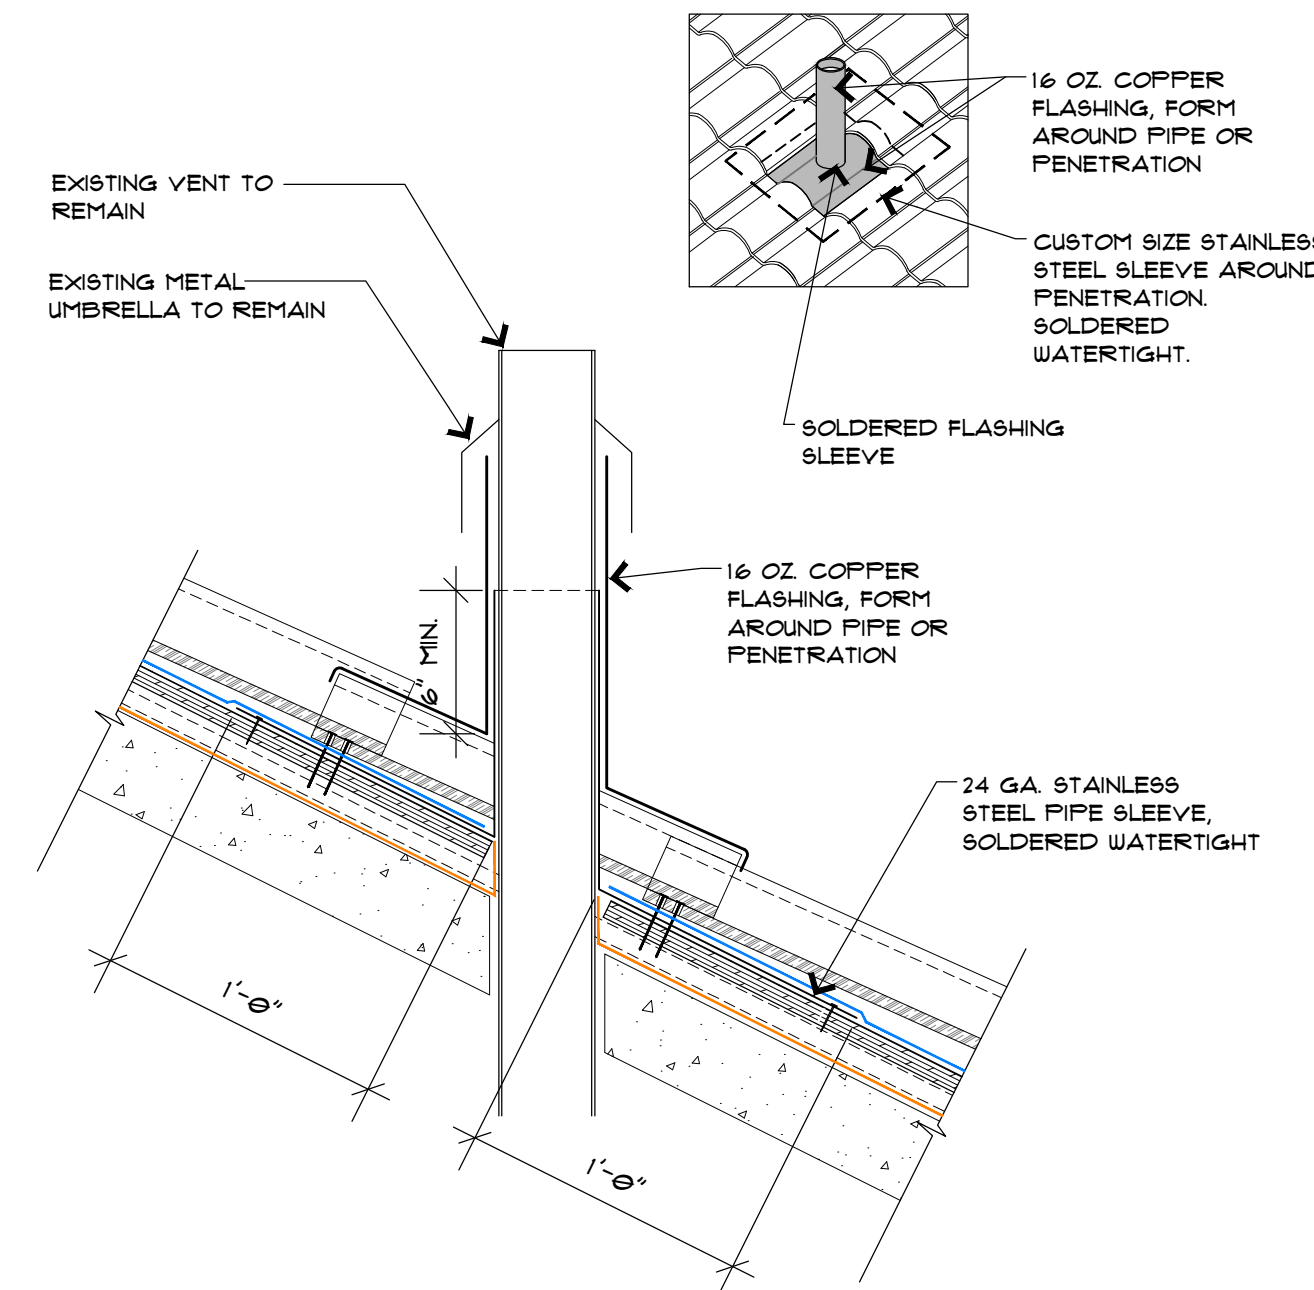 16 OZ. COPPER
FLASHING, FORM
AROUND PIPE OR
PENETRATION
EXISTING VENT TO
REMAIN
CUSTOM SIZE STAINLESS
STEEL SLEEVE AROUND
PENETRATION.
SOLDERED
WATERTIGHT.
EXISTING METAL
UMBRELLA TO REMAIN
SOLDERED FLASHING
SLEEVE
16 OZ. COPPER
FLASHING, FORM
AROUND PIPE OR
PENETRATION
6" MIN.
24 GA. STAINLESS
STEEL PIPE SLEEVE,
SOLDERED WATERTIGHT
1'-0"
1'-0"